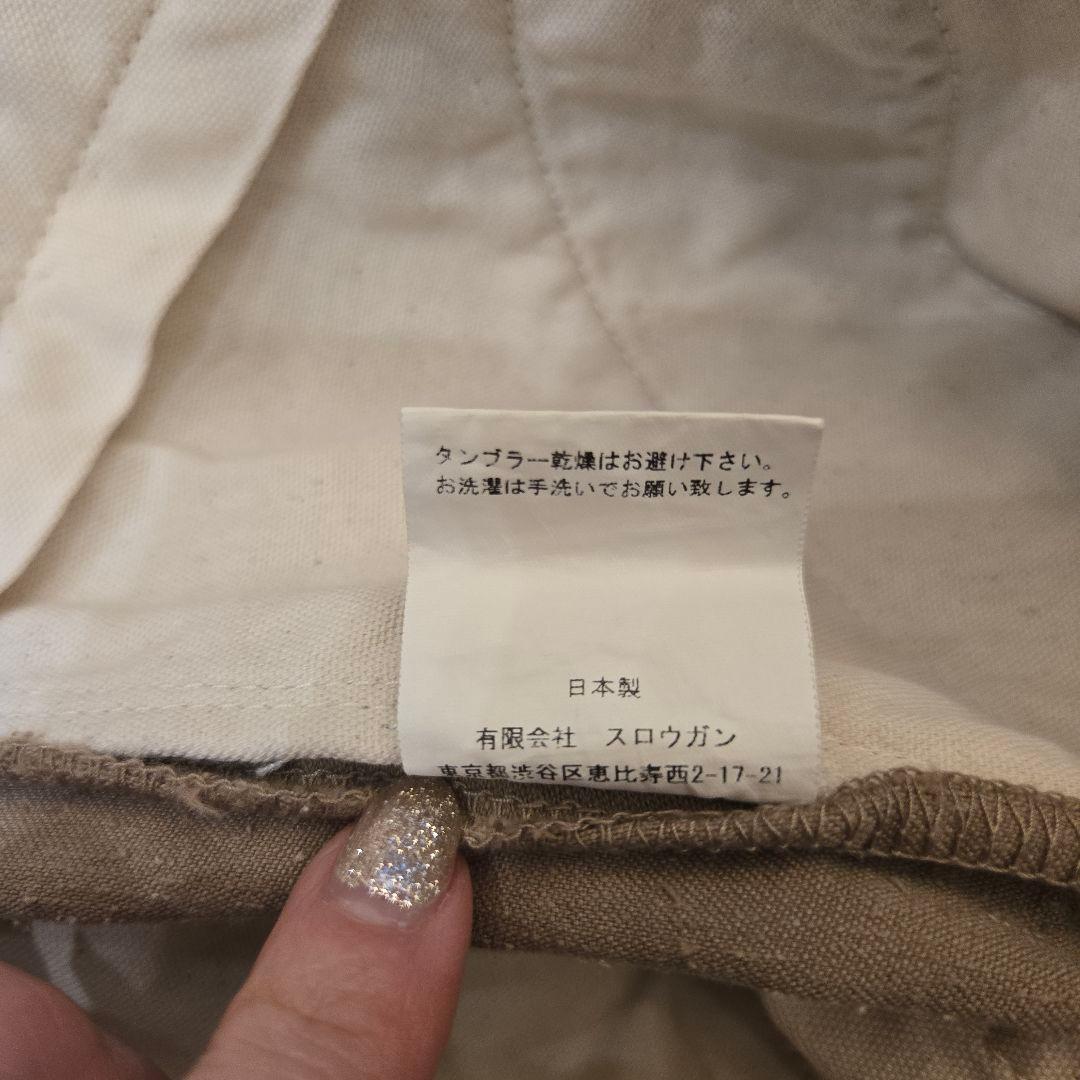 タンブラー乾燥はお避け下さい。
お洗濯は手洗いでお願い致します。
日本製
有限会社 スロウガン
東京都渋谷区恵比寿西2-17-21